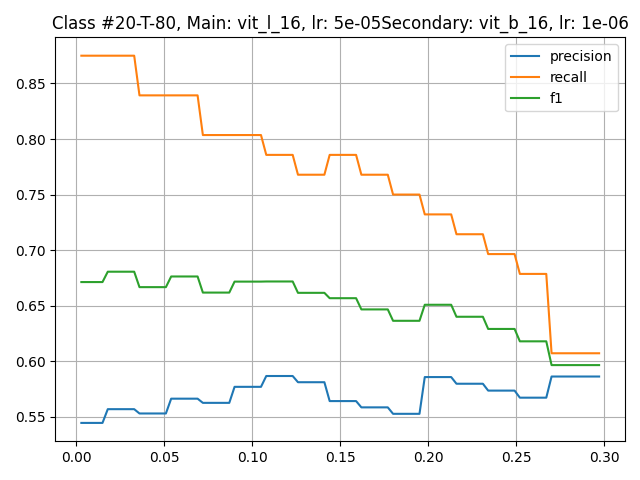 Class #20-T-80, Main: vit_l_16, lr: 5e-05Secondary: vit_b_16, lr: 1e-06
precision
recall
f1
0.85
0.80
0.75
0.70
0.65
0.60
0.55
0.00 0.05 0.10 0.15 0.20 0.25 0.30